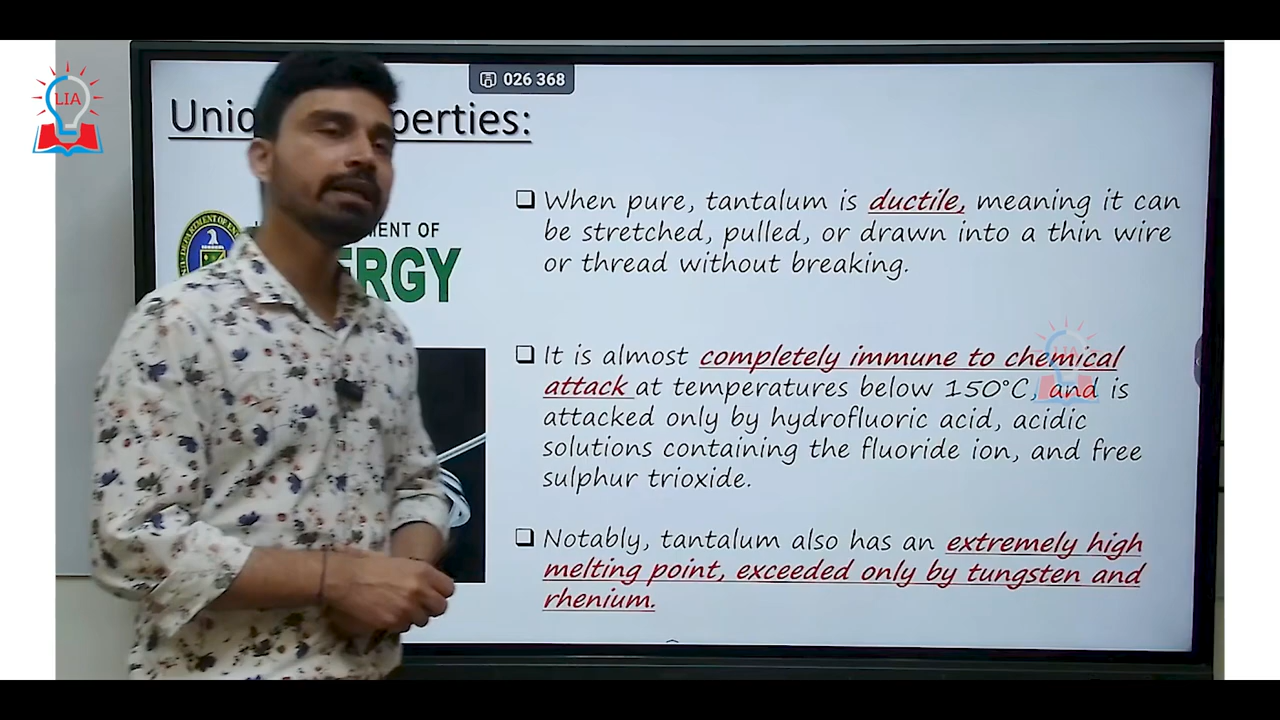 LIA
026 368
Unic perties:
MENT OF
ERGY
❑ When pure, tantalum is ductile, meaning it can
be stretched, pulled, or drawn into a thin wire
or thread without breaking.
❑ It is almost completely immune to chemical
attack at temperatures below 150°C, and is
attacked only by hydrofluoric acid, acidic
solutions containing the fluoride ion, and free
sulphur trioxide.
❑ Notably, tantalum also has an extremely high
melting point, exceeded only by tungsten and
rhenium.